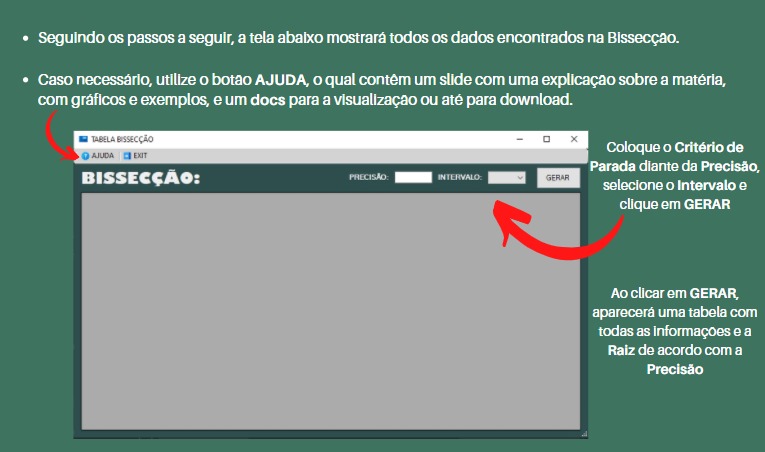 • Seguindo os passos a seguir, a tela abaixo mostrará todos os dados encontrados na Bissecção.
• Caso necessário, utilize o botão AJUDA, o qual contêm um slide com uma explicação sobre a matéria,
com gráficos e exemplos, e um docs para a visualização ou até para download.
TABELA BISSECÇÃO
AJUDA EXIT
BISSECÇÃO:
PRECISÃO: INTERVALO: GERAR
Coloque o Critério de
Parada diante da Precisão,
selecione o Intervalo e
clique em GERAR
Ao clicar em GERAR,
aparecerá uma tabela com
todas as informações e a
Raiz de acordo com a
Precisão